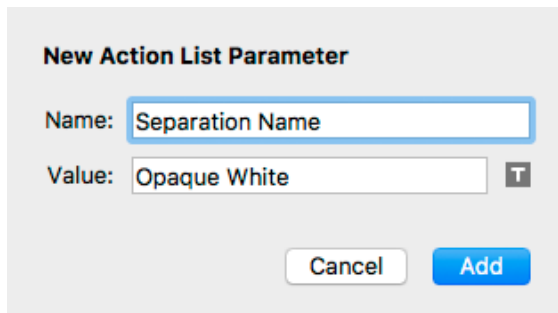 New Action List Parameter
Name: Separation Name
Value: Opaque White T
Cancel Add